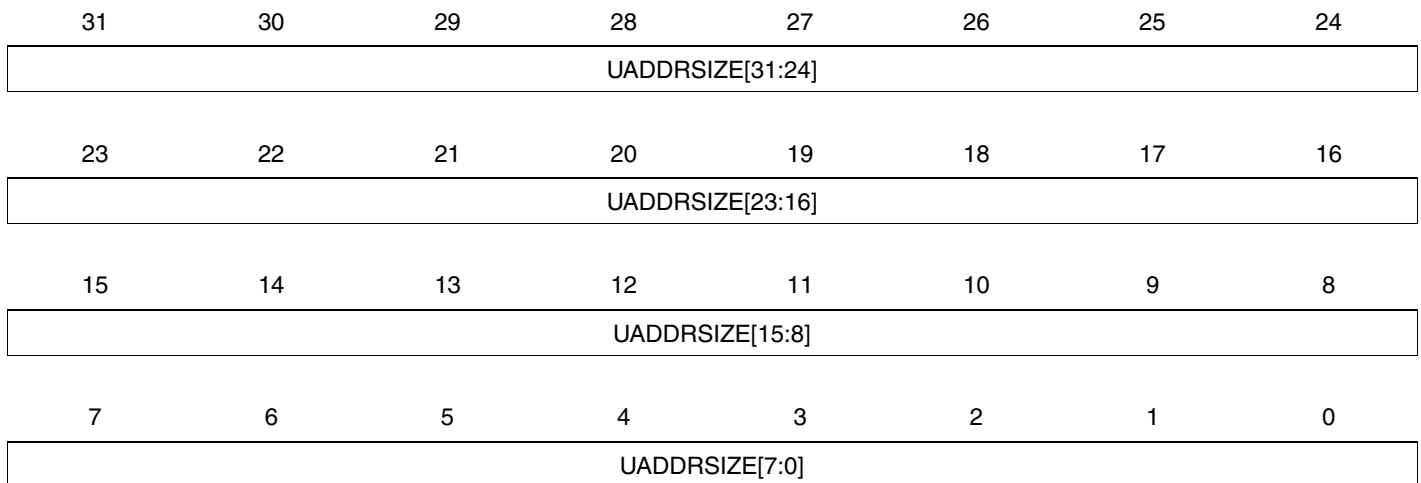 31 30 29 28 27 26 25 24
UADDRSIZE[31:24]
23 22 21 20 19 18 17 16
UADDRSIZE[23:16]
15 14 13 12 11 10 9 8
UADDRSIZE[15:8]
7 6 5 4 3 2 1 0
UADDRSIZE[7:0]